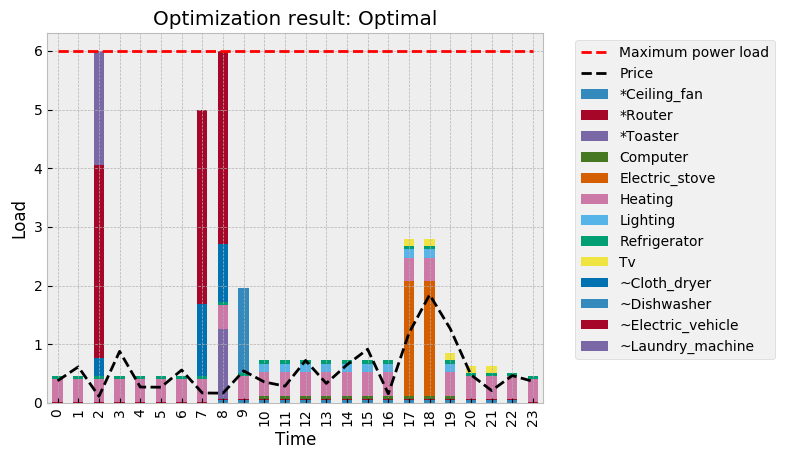 Optimization result: Optimal
Load
6
5
4
3
2
1
0
0 1 2 3 4 5 6 7 8 9 10 11 12 13 14 15 16 17 18 19 20 21 22 23
Time
Maximum power load
Price
*Ceiling_fan
*Router
*Toaster
Computer
Electric_stove
Heating
Lighting
Refrigerator
Tv
~Cloth_dryer
~Dishwasher
~Electric_vehicle
~Laundry_machine